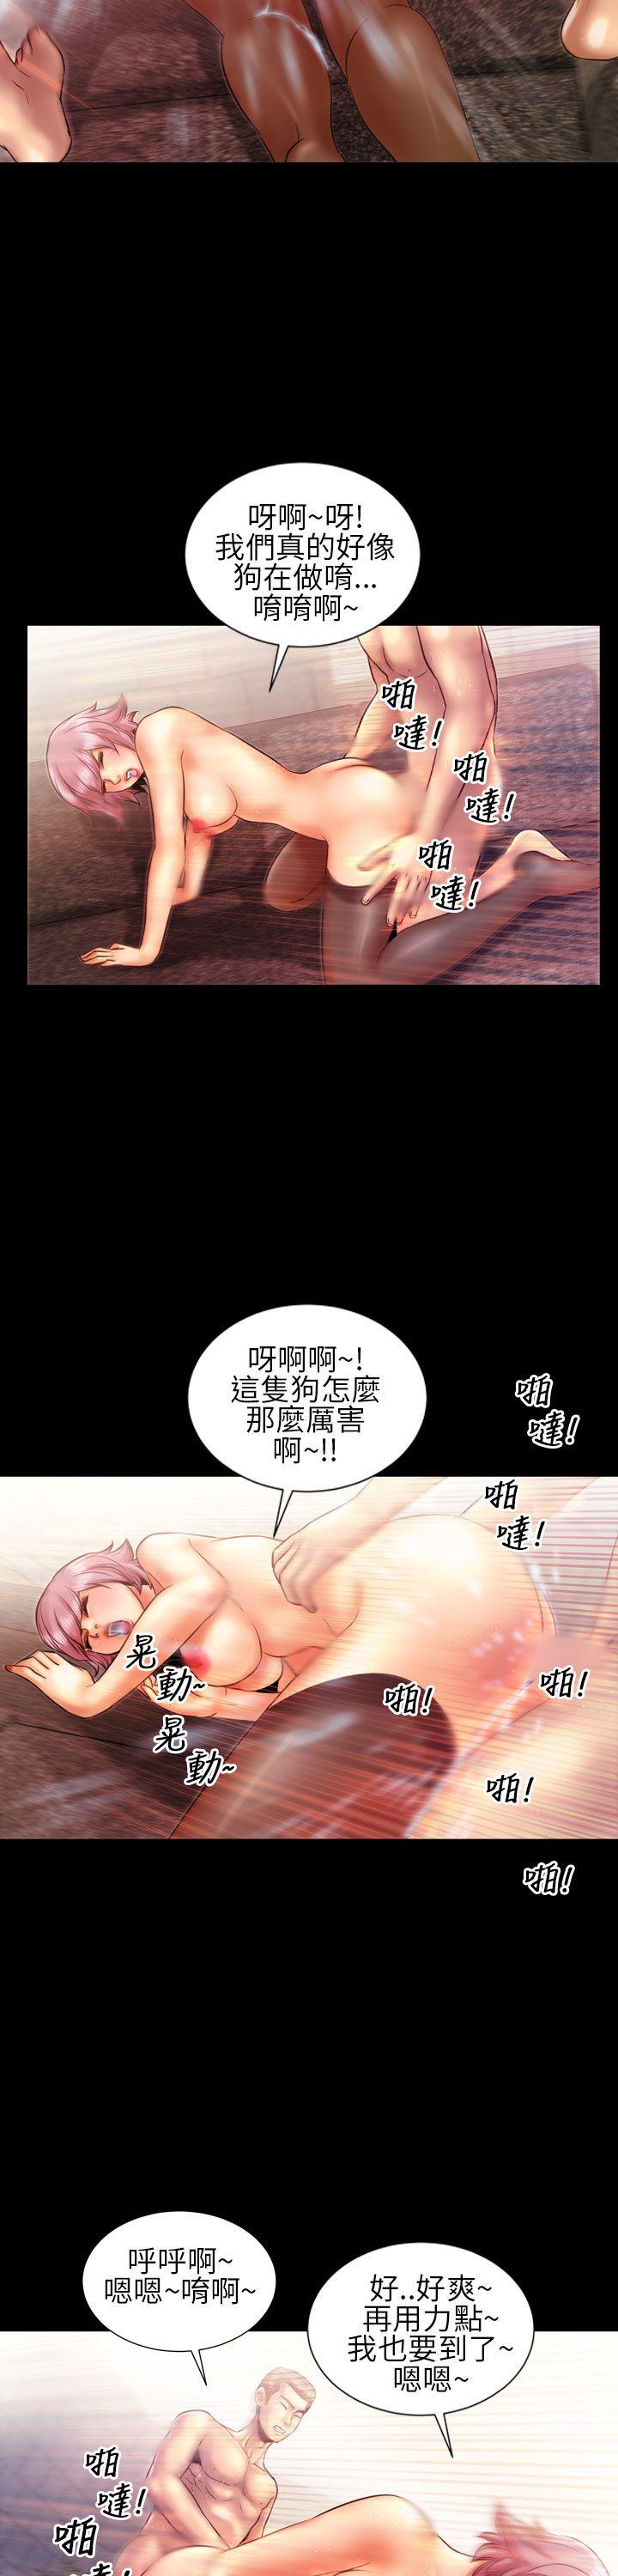 呀啊~呀!
我們真的好像
狗在做唷...
唷唷啊~
啪
噠!
啪
噠!
啪
噠!
呀啊啊~!
這隻狗怎麼
那麼厲害
啊~!!
啪
噠!
啪
噠!
晃
動~
晃
動~
啪!
啪!
啪!
啪!
呼呼啊~
嗯嗯~唷啊~
好..好爽~
再用力點~
我也要到了~
嗯嗯~
啪
噠!
啪
噠!